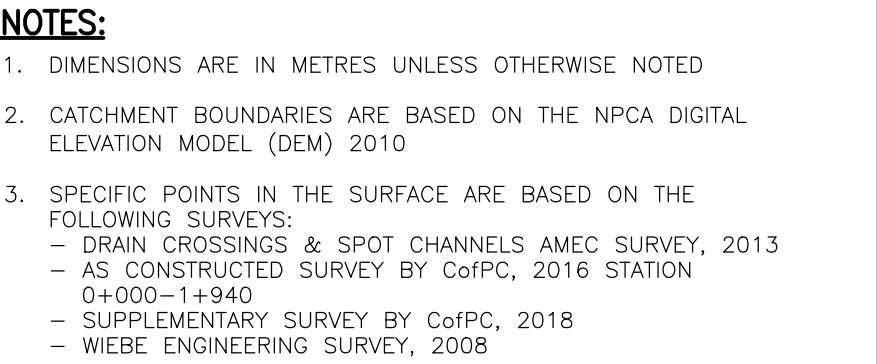 NOTES:
1. DIMENSIONS ARE IN METRES UNLESS OTHERWISE NOTED
2. CATCHMENT BOUNDARIES ARE BASED ON THE NPCA DIGITAL
ELEVATION MODEL (DEM) 2010
3. SPECIFIC POINTS IN THE SURFACE ARE BASED ON THE
FOLLOWING SURVEYS:
– DRAIN CROSSINGS & SPOT CHANNELS AMEC SURVEY, 2013
– AS CONSTRUCTED SURVEY BY CofPC, 2016 STATION
0+000–1+940
– SUPPLEMENTARY SURVEY BY CofPC, 2018
– WIEBE ENGINEERING SURVEY, 2008